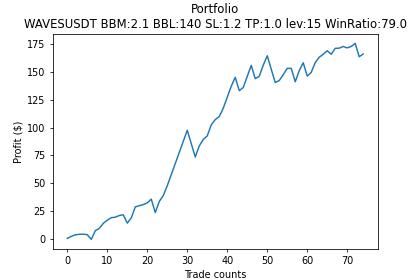 Portfolio
WAVESUSDT BBM:2.1 BBL:140 SL:1.2 TP:1.0 lev:15 WinRatio:79.0
175
150
125
100
75
50
25
0
Profit ($)
0 10 20 30 40 50 60 70
Trade counts